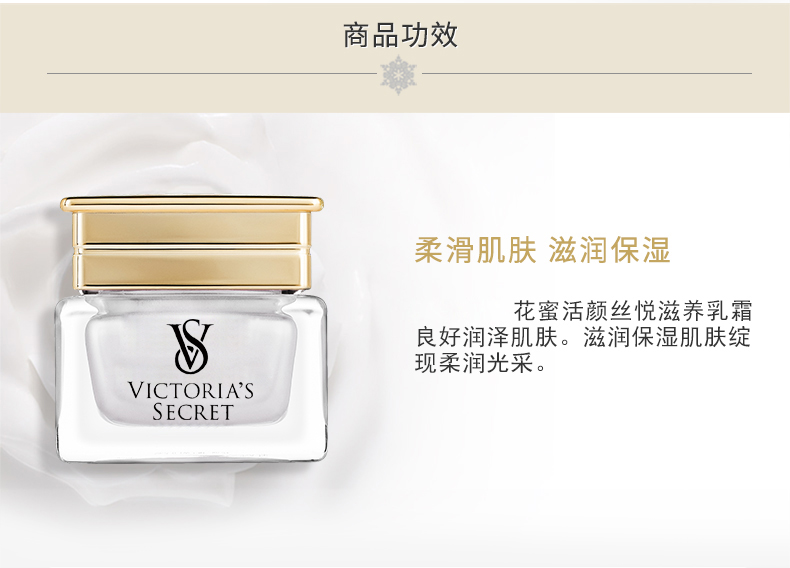 商品功效
柔滑肌肤 滋润保湿
花蜜活颜丝悦滋养乳霜
良好润泽肌肤。滋润保湿肌肤绽
现柔润光采。
VS
VICTORIA'S
SECRET